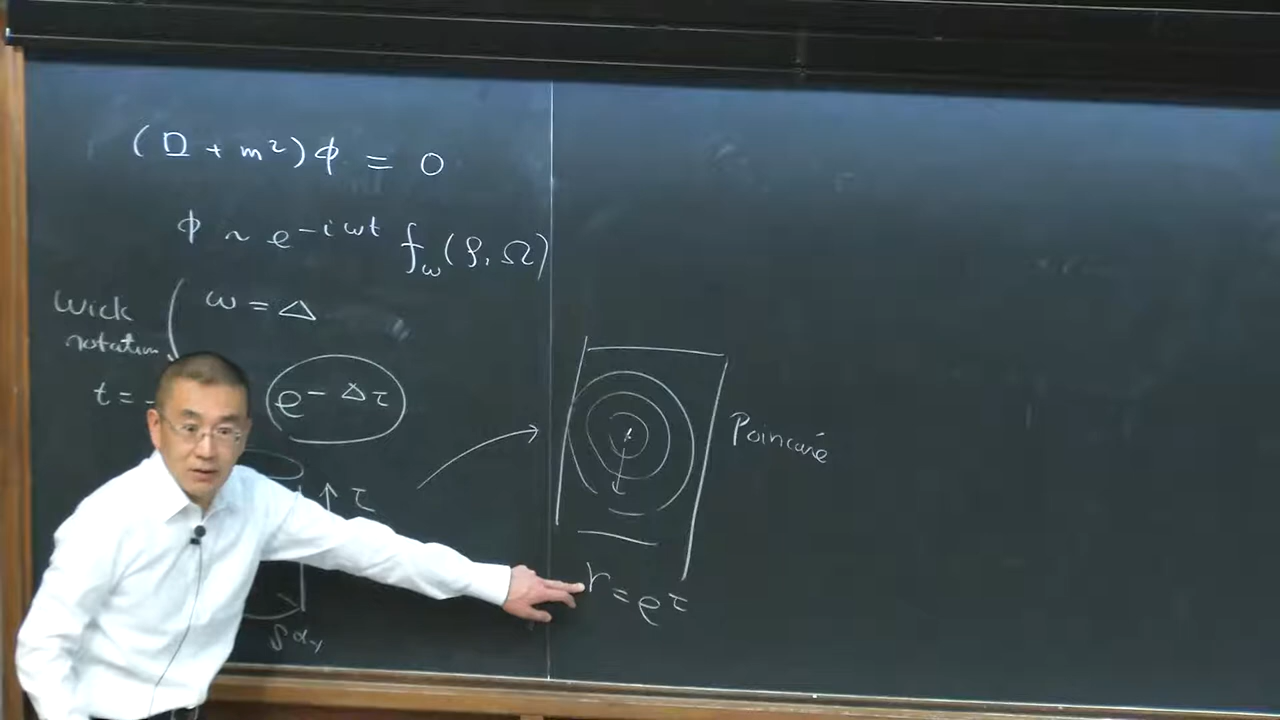 (□ + m²)ϕ = 0
ϕ ~ e^{-iωt} f_ω(ρ, Ω)
Wick
rotation
ω = Δ
t = -
e^{-Δτ}
↑ τ
Poincaré
r = e^τ